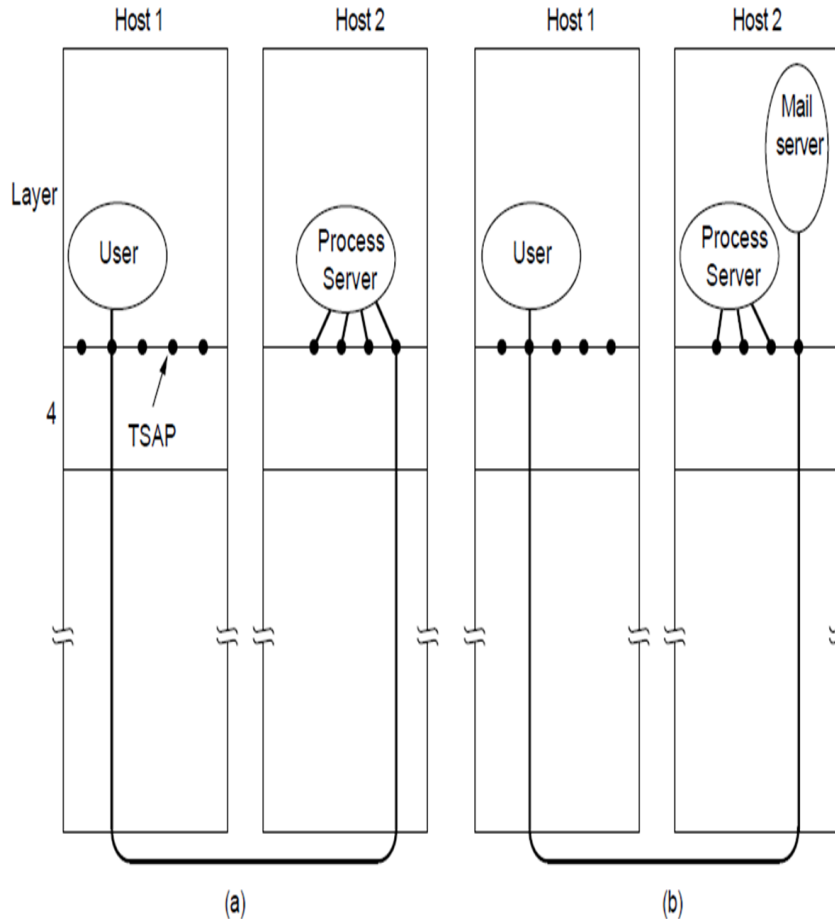 Host 1
Host 2
Host 1
Host 2
Mail
server
Layer
User
Process
Server
User
Process
Server
4
TSAP
(a)
(b)